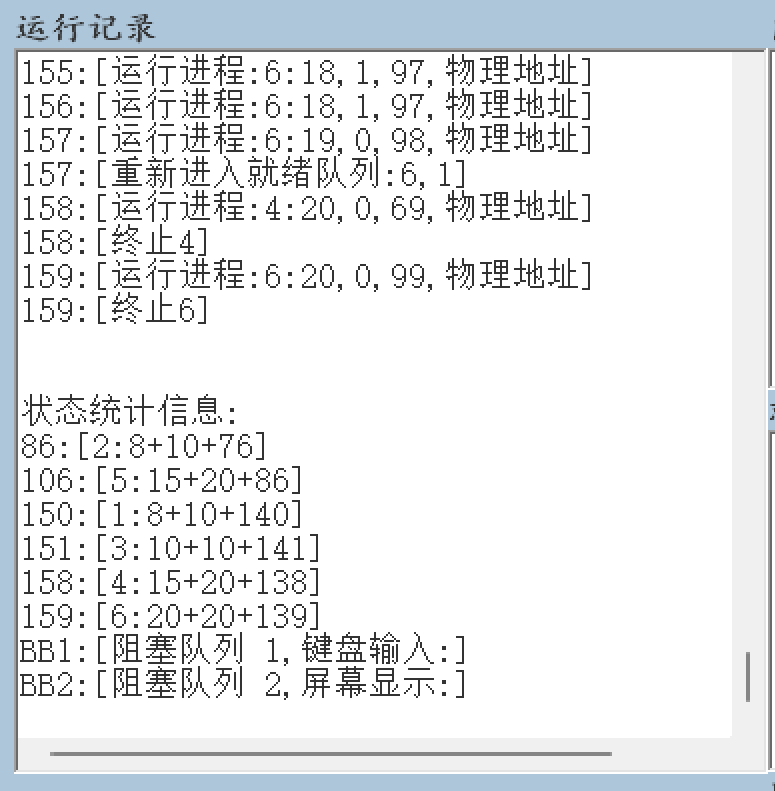 运行记录
155:[运行进程:6:18,1,97,物理地址]
156:[运行进程:6:18,1,97,物理地址]
157:[运行进程:6:19,0,98,物理地址]
157:[重新进入就绪队列:6,1]
158:[运行进程:4:20,0,69,物理地址]
158:[终止4]
159:[运行进程:6:20,0,99,物理地址]
159:[终止6]
状态统计信息:
86:[2:8+10+76]
106:[5:15+20+86]
150:[1:8+10+140]
151:[3:10+10+141]
158:[4:15+20+138]
159:[6:20+20+139]
BB1:[阻塞队列 1,键盘输入:]
BB2:[阻塞队列 2,屏幕显示:]